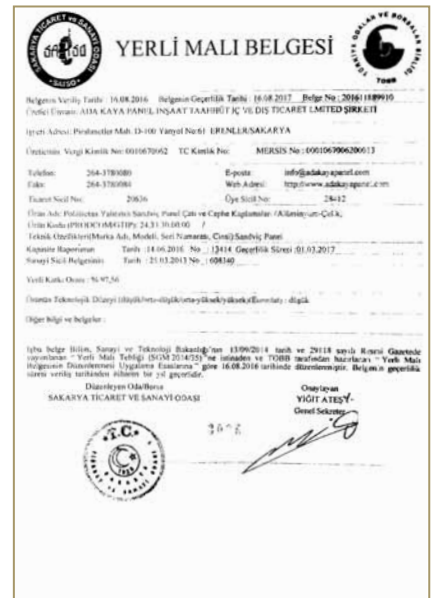 SAKARYA TİCARET VE SANAYİ ODASI
SATSO
YERLİ MALI BELGESİ
TÜRKİYE ODALAR VE BORSALAR BİRLİĞİ
TOBB
Belgenin Veriliş Tarihi : 16.08.2016 Belgenin Geçerlilik Tarihi : 16.08.2017 Belge No : 201611889910
Üretici Ünvanı: ADA KAYA PANEL İNŞAAT TAAHHÜT İÇ VE DIŞ TİCARET LMİTED ŞİRKETİ
İşyeri Adresi: Pirahmetler Mah. D-100 Yanyol No:61 ERENLER/SAKARYA
Üreticinin Vergi Kimlik No: 0010670962 TC Kimlik No: MERSİS No : 0001067006200013
Telefon: 264-3780080 E-posta: info@adakayapanel.com
Faks: 264-3780084 Web Adresi: http://www.adakayapanel.com
Ticaret Sicil No: 20636 Üye Sicil No: 28412
Ürün Adı: Poliüretan Yalıtımlı Sandviç Panel Çatı ve Cephe Kaplamaları /Alüminyum-Çelik,
Ürün Kodu (PRODCOM/GTİP): 24.33.30.00.00 /
Teknik Özellikleri(Marka Adı, Modeli, Seri Numarası, Cinsi):Sandviç Panel
Kapasite Raporunun: Tarih :14.06.2016 No : 13414 Geçerlilik Süresi :01.03.2017
Sanayi Sicil Belgesinin: Tarih : 21.03.2013 No : 608340
Yerli Katkı Oranı : % 97,56
Ürünün Teknolojik Düzeyi (düşük/orta-düşük/orta-yüksek/yüksek)(Eurostat) : düşük
Diğer bilgi ve belgeler :
İşbu belge Bilim, Sanayi ve Teknoloji Bakanlığı'nın 13/09/2014 tarih ve 29118 sayılı Resmi Gazetede
yayımlanan " Yerli Malı Tebliği (SGM 2014/35)"ne istinaden ve TOBB tarafından hazırlanan " Yerli Malı
Belgesinin Düzenlenmesi Uygulama Esaslarına " göre 16.08.2016 tarihinde düzenlenmiştir. Belgenin geçerlilik
süresi veriliş tarihinden itibaren bir yıl geçerlidir.
Düzenleyen Oda/Borsa Onaylayan
SAKARYA TİCARET VE SANAYİ ODASI YİĞİT ATEŞ
Genel Sekreter
T.C.